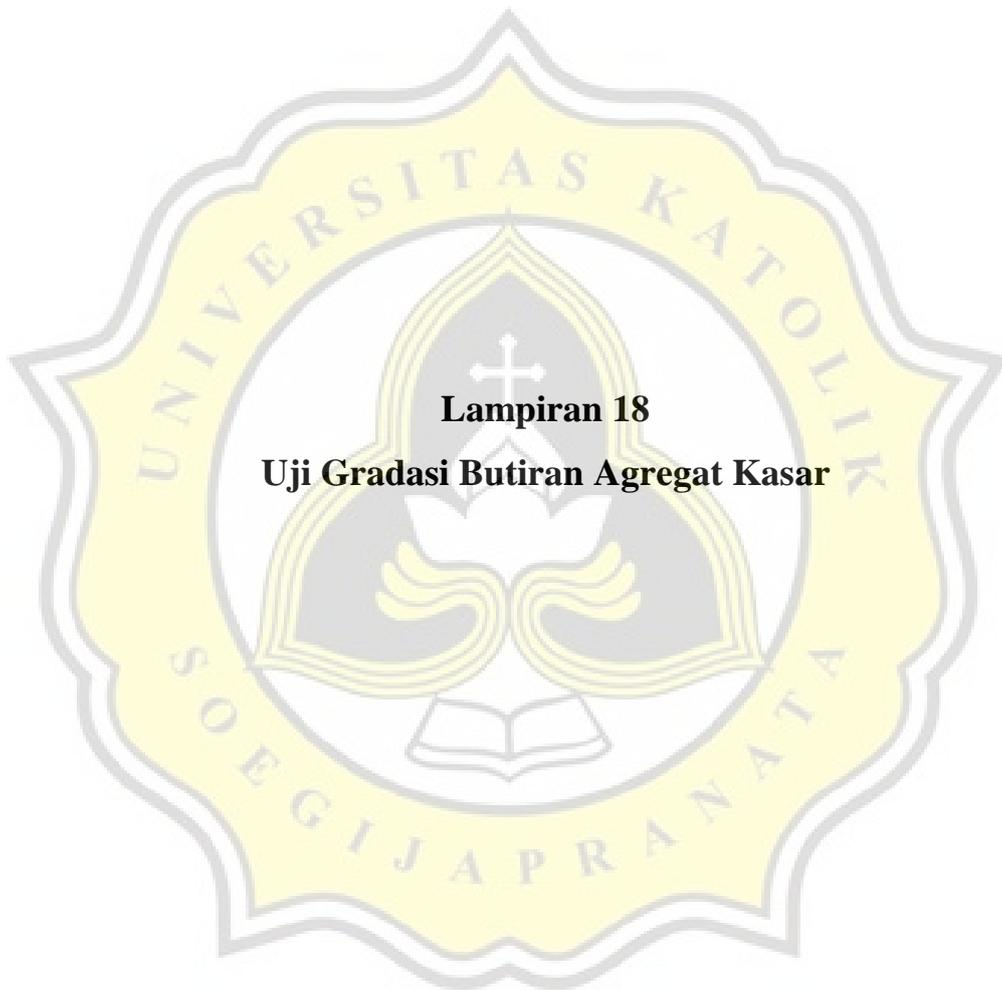 UNIVERSITAS KATOLIK
Lampiran 18
Uji Gradasi Butiran Agregat Kasar
SOEGIJAPRANATA